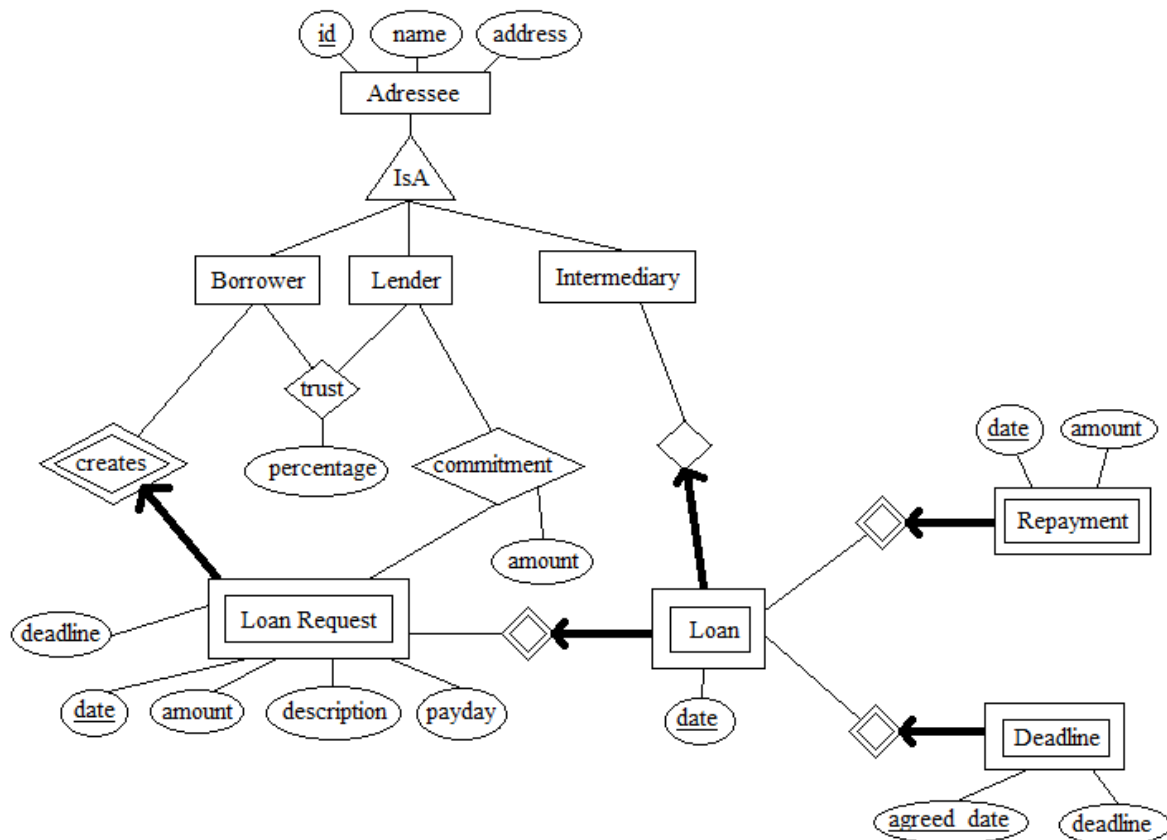 id
name
address
Adressee
IsA
Borrower
Lender
Intermediary
trust
creates
percentage
commitment
date
amount
Repayment
amount
Loan Request
Loan
deadline
date
amount
description
payday
date
Deadline
agreed_date
deadline